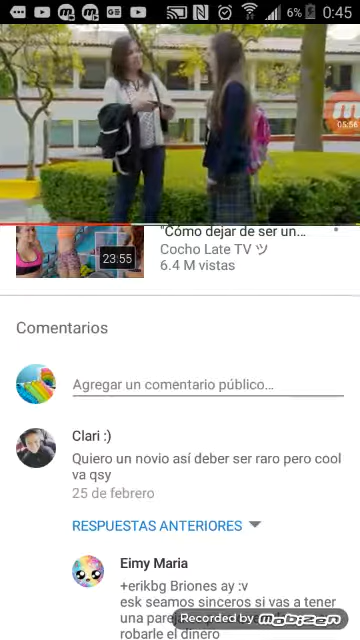 6%
0:45
05:56
"Cómo dejar de ser un...
Cocho Late TV ツ
6.4 M vistas
23:55
Comentarios
Agregar un comentario público...
Clari :)
Quiero un novio así deber ser raro pero cool
va qsy
25 de febrero
RESPUESTAS ANTERIORES
Eimy Maria
+erikbg Briones ay :v
esk seamos sinceros si vas a tener
una pareja
Recorded by MOBIZEN
robarle el dinero